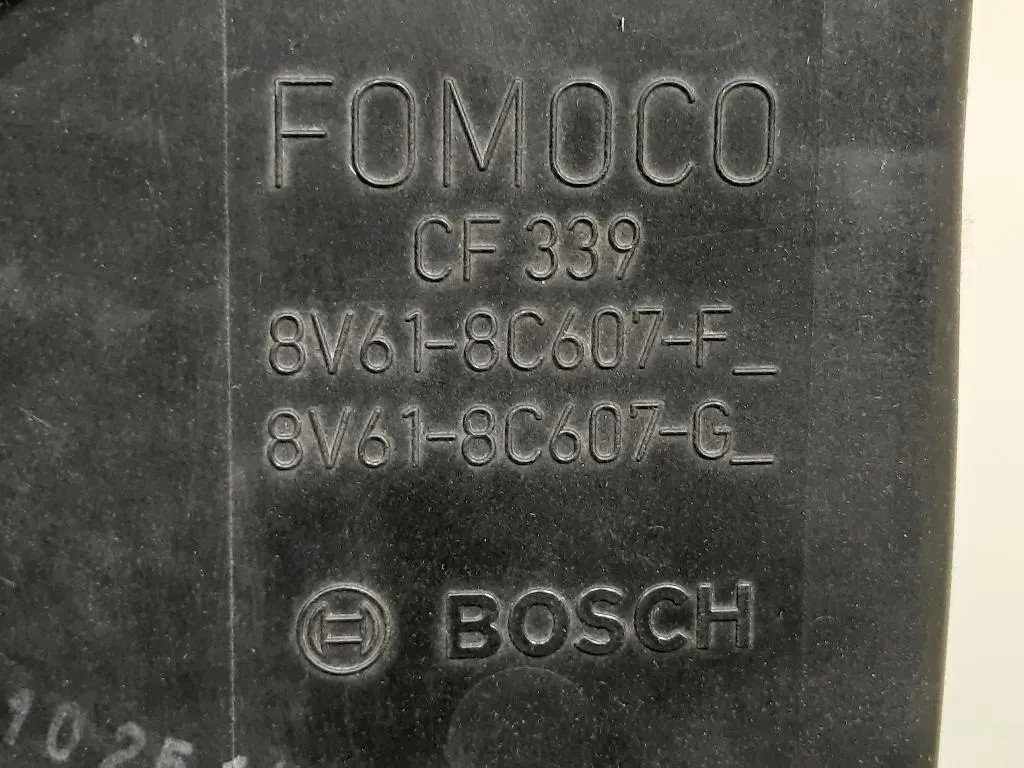 FOMOCO
CF 339
8V61-8C607-F_
8V61-8C607-G_
BOSCH